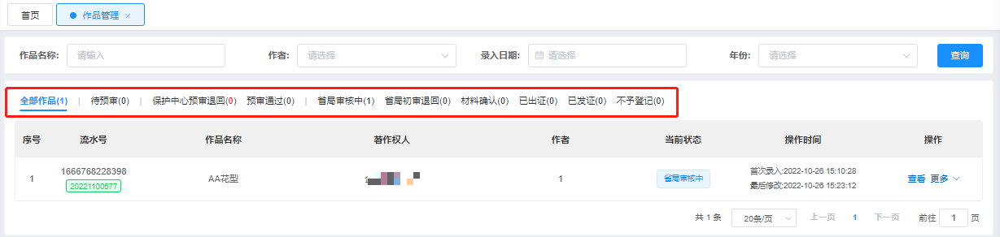 首页 作品管理 ×
作品名称: 请输入 作者: 请选择 录入日期: 请选择 年份: 请选择 查询
全部作品(1) | 待预审(0) | 保护中心预审退回(0) 预审通过(0) | 省局审核中(1) 省局初审退回(0) 材料确认(0) 已出证(0) 已发证(0) 不予登记(0)
序号 流水号 作品名称 著作权人 作者 当前状态 操作时间 操作
1 1666768228398 AA花型 1 省局审核中 首次录入:2022-10-26 15:10:28 查看 更多
20221100577 最后修改:2022-10-26 15:23:12
共 1 条 20条/页 上一页 1 下一页 前往 1 页